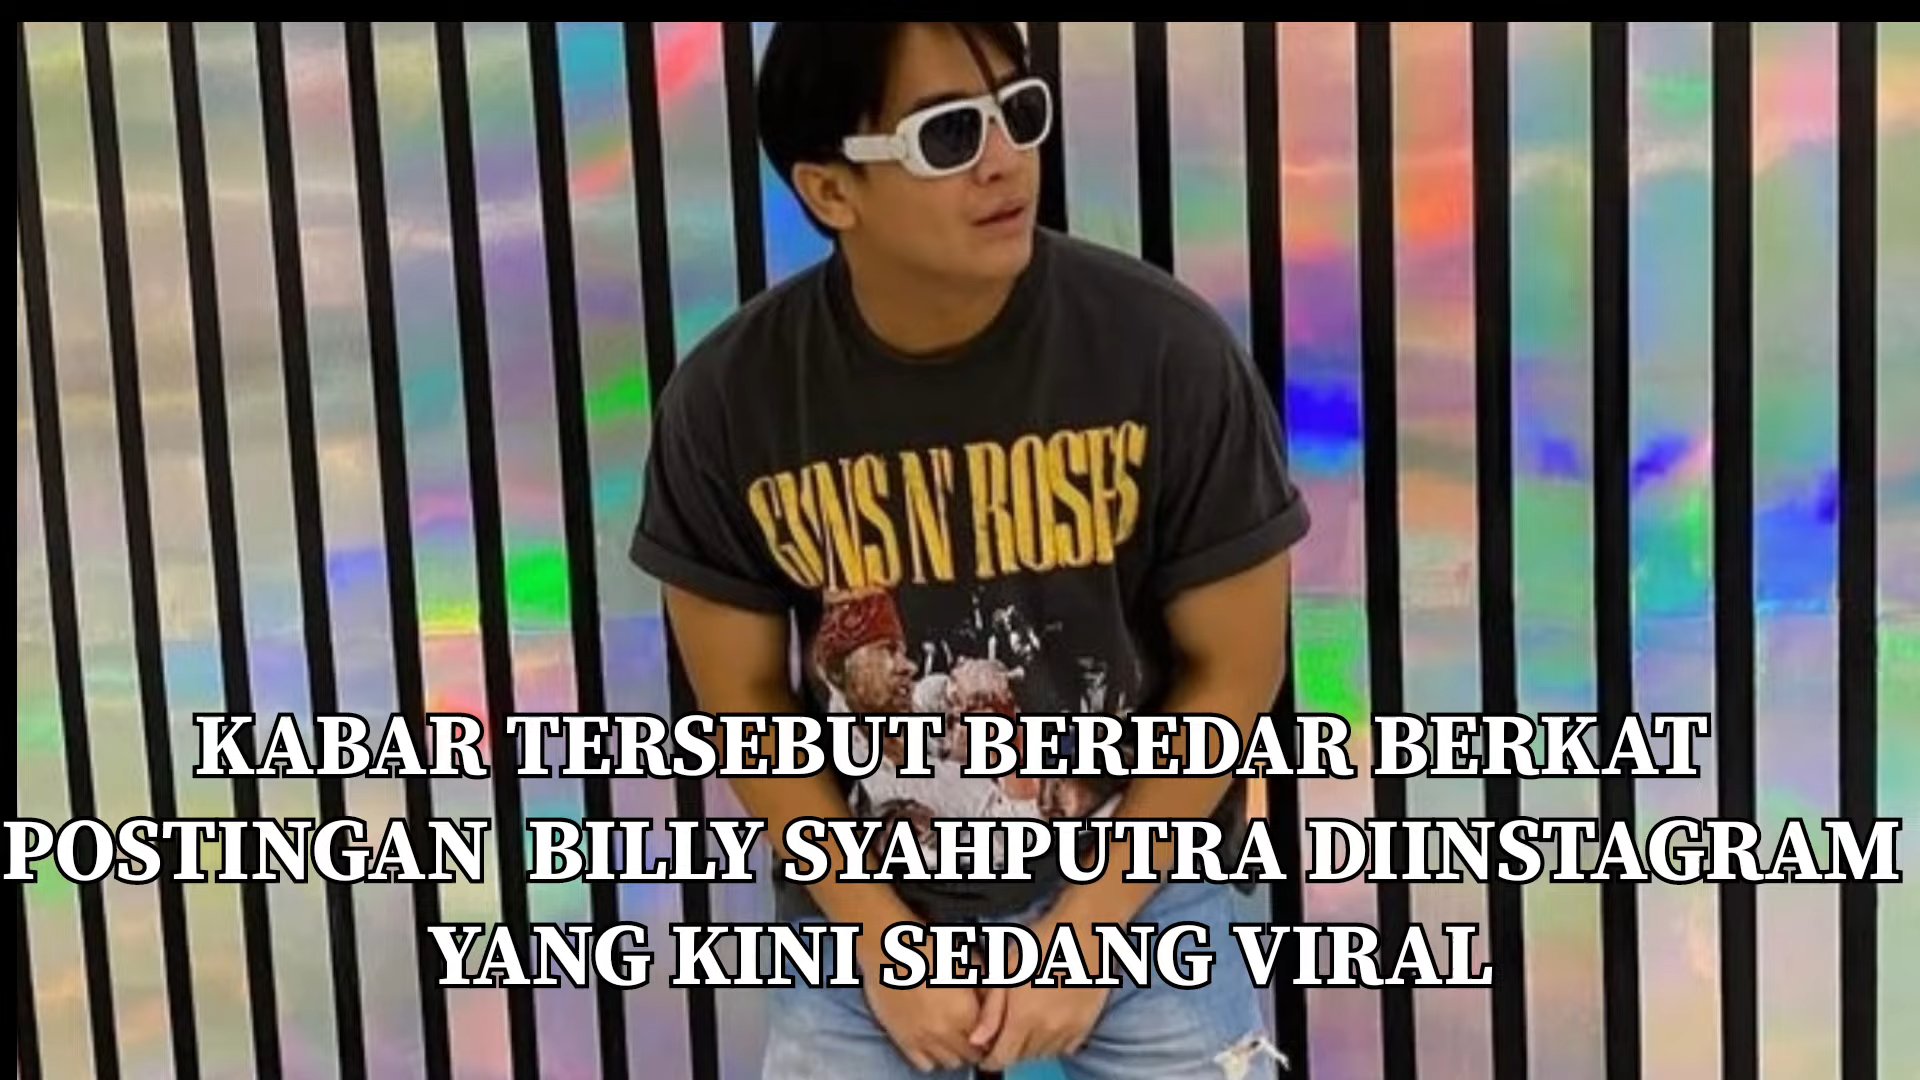 GUNS N' ROSES
KABAR TERSEBUT BEREDAR BERKAT
POSTINGAN BILLY SYAHPUTRA DIINSTAGRAM
YANG KINI SEDANG VIRAL